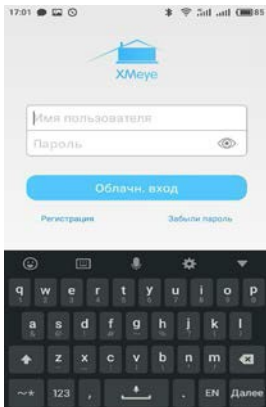 17:01 85
XMeye
Имя пользователя
Пароль
Облачн. вход
Регистрация Забыли пароль
q w e r t y u i o p
a s d f g h j k l
z x c v b n m
~* 123 , . EN Далее